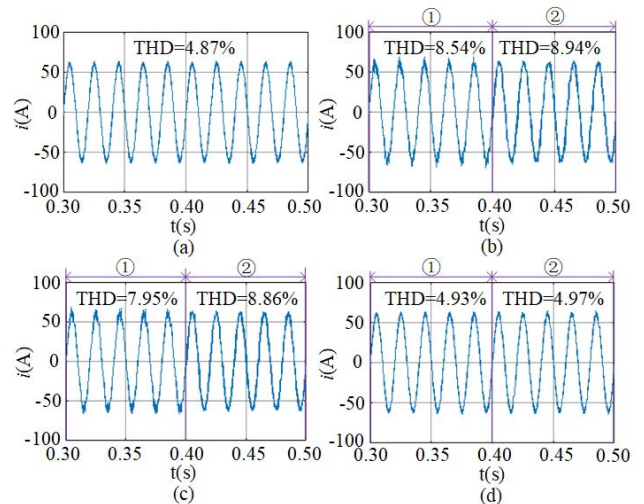 ① ②
100 THD=4.87% 100 THD=8.54% THD=8.94%
50 50
i(A) 0 i(A) 0
-50 -50
-100 -100
0.30 0.35 0.40 0.45 0.50 0.30 0.35 0.40 0.45 0.50
t(s) t(s)
(a) (b)
① ②
① ②
100 THD=7.95% THD=8.86% 100 THD=4.93% THD=4.97%
50 50
i(A) 0 i(A) 0
-50 -50
-100 -100
0.30 0.35 0.40 0.45 0.50 0.30 0.35 0.40 0.45 0.50
t(s) t(s)
(c) (d)